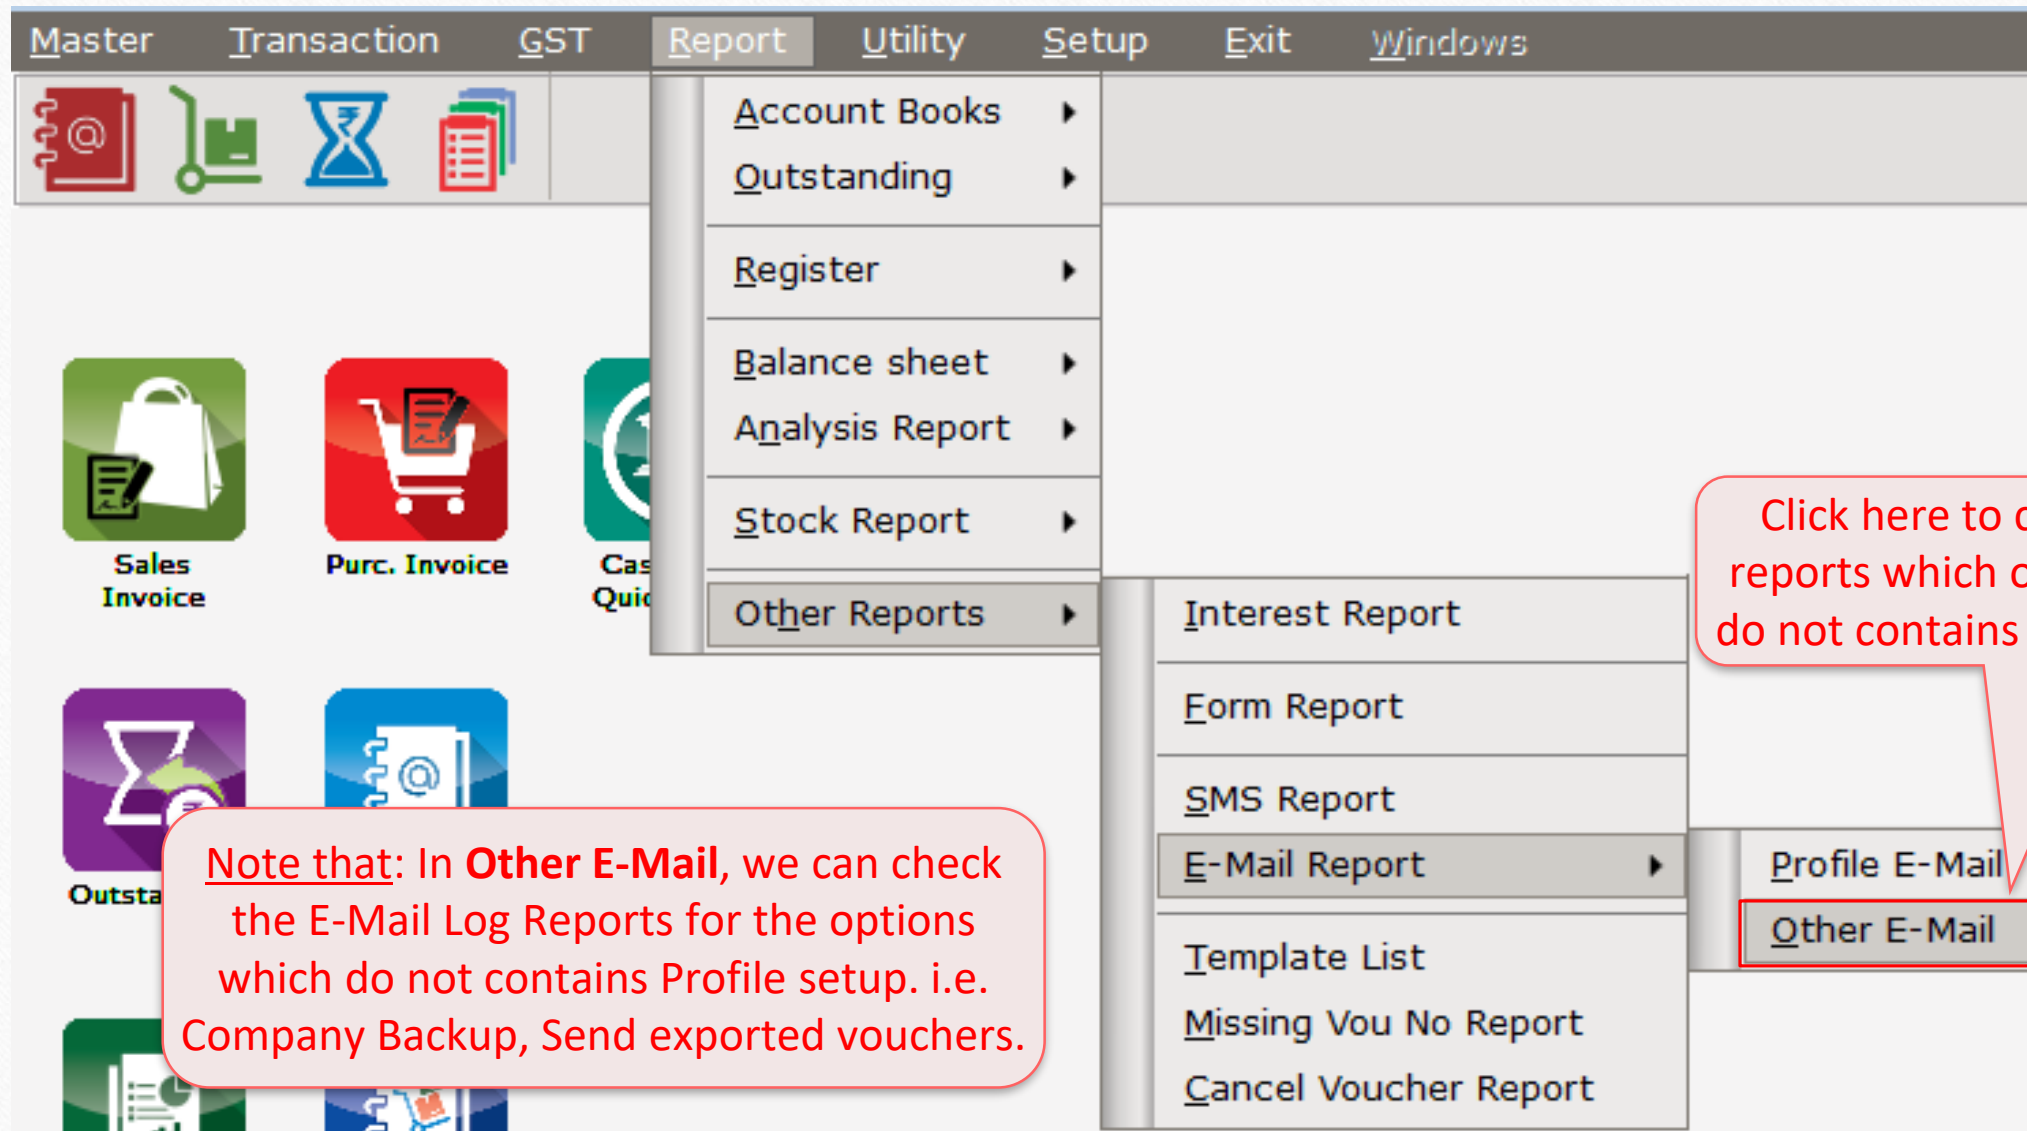 Master Transaction GST Report Utility Setup Exit Windows
Account Books
Outstanding
Register
Balance sheet
Analysis Report
Stock Report
Other Reports
Sales
Invoice
Purc. Invoice
Interest Report
Form Report
SMS Report
E-Mail Report
Template List
Missing Vou No Report
Cancel Voucher Report
Profile E-Mail
Other E-Mail
Click here to
reports which
do not contains
Note that: In Other E-Mail, we can check
the E-Mail Log Reports for the options
which do not contains Profile setup. i.e.
Company Backup, Send exported vouchers.